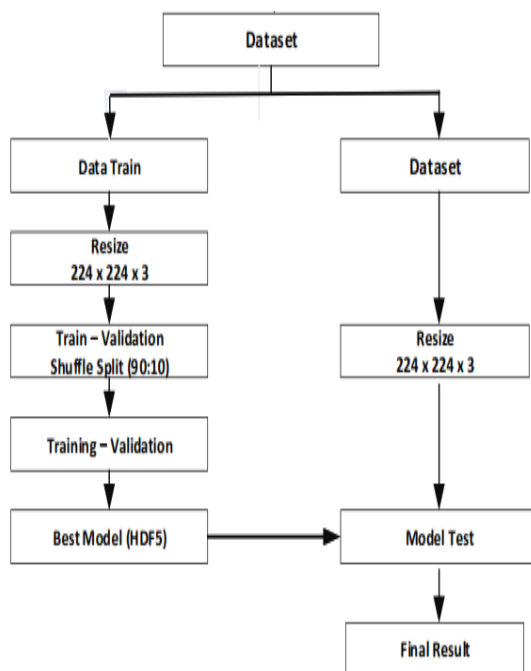 Dataset
Data Train
Dataset
Resize
224 x 224 x 3
Train – Validation
Shuffle Split (90:10)
Resize
224 x 224 x 3
Training – Validation
Best Model (HDF5)
Model Test
Final Result